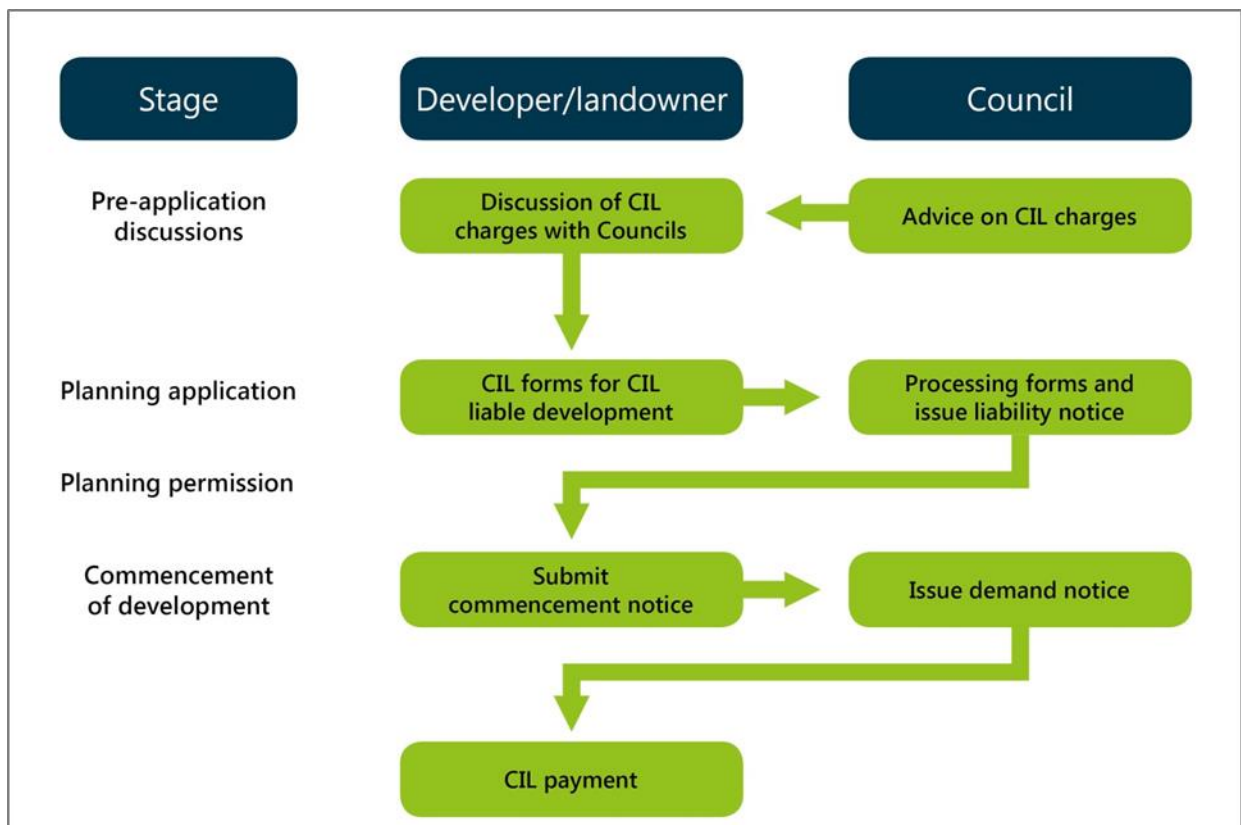 Stage
Developer/landowner
Council
Pre-application
discussions
Discussion of CIL
charges with Councils
Advice on CIL charges
Planning application
CIL forms for CIL
liable development
Processing forms and
issue liability notice
Planning permission
Commencement
of development
Submit
commencement notice
Issue demand notice
CIL payment